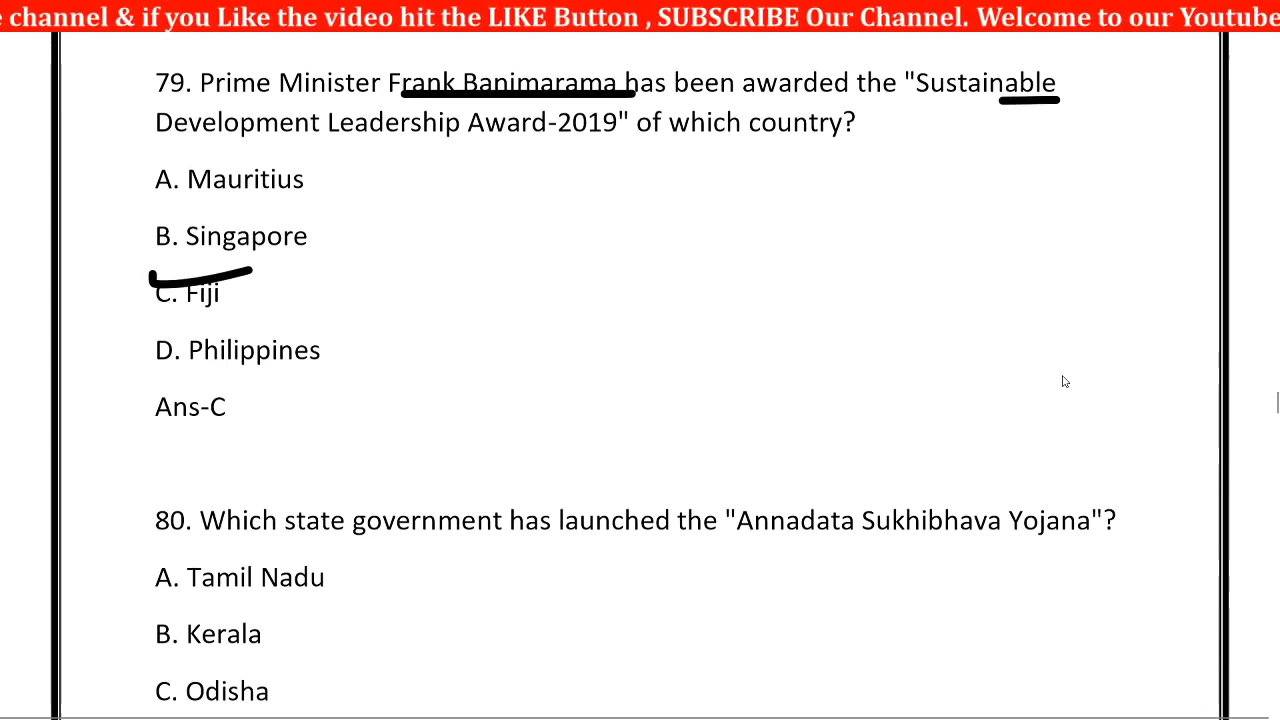 e channel & if you Like the video hit the LIKE Button , SUBSCRIBE Our Channel. Welcome to our Youtube
79. Prime Minister Frank Banimarama has been awarded the "Sustainable
Development Leadership Award-2019" of which country?
A. Mauritius
B. Singapore
C. Fiji
D. Philippines
Ans-C
80. Which state government has launched the "Annadata Sukhibhava Yojana"?
A. Tamil Nadu
B. Kerala
C. Odisha